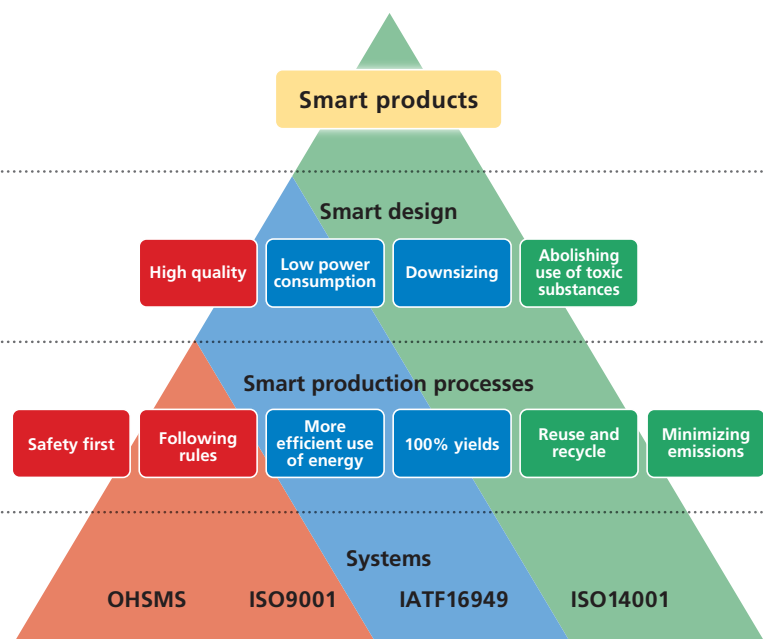 Smart products
Smart design
High quality
Low power
consumption
Downsizing
Abolishing
use of toxic
substances
Smart production processes
Safety first
Following
rules
More
efficient use
of energy
100% yields
Reuse and
recycle
Minimizing
emissions
Systems
OHSMS
ISO9001
IATF16949
ISO14001